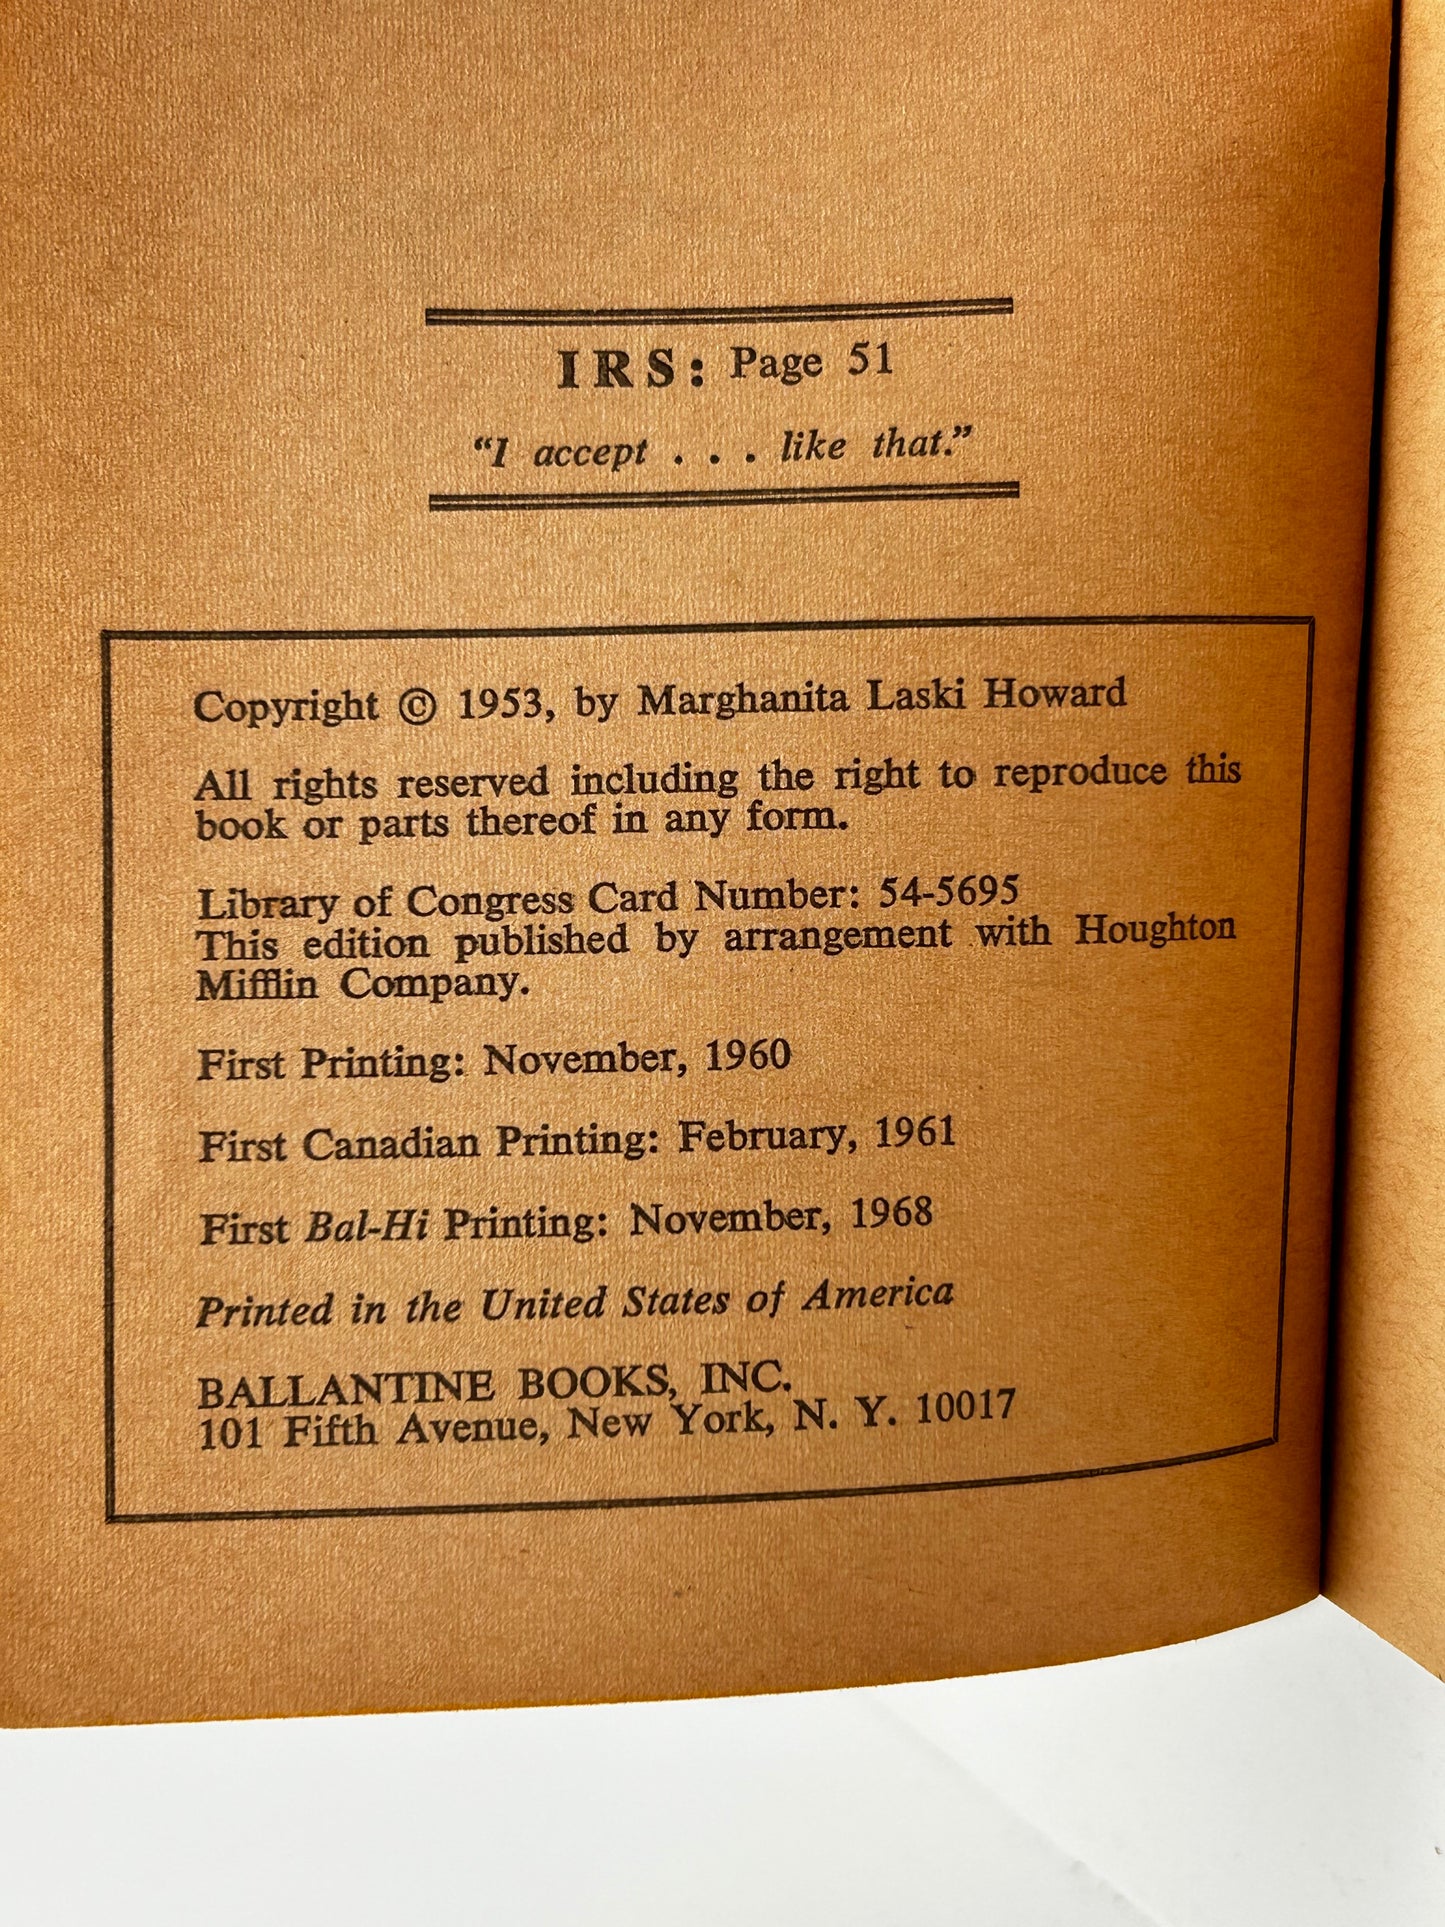 IRS: Page 51
“I accept . . . like that.”
Copyright © 1953, by Marghanita Laski Howard
All rights reserved including the right to reproduce this
book or parts thereof in any form.
Library of Congress Card Number: 54-5695
This edition published by arrangement with Houghton
Mifflin Company.
First Printing: November, 1960
First Canadian Printing: February, 1961
First Bal-Hi Printing: November, 1968
Printed in the United States of America
BALLANTINE BOOKS, INC.
101 Fifth Avenue, New York, N. Y. 10017